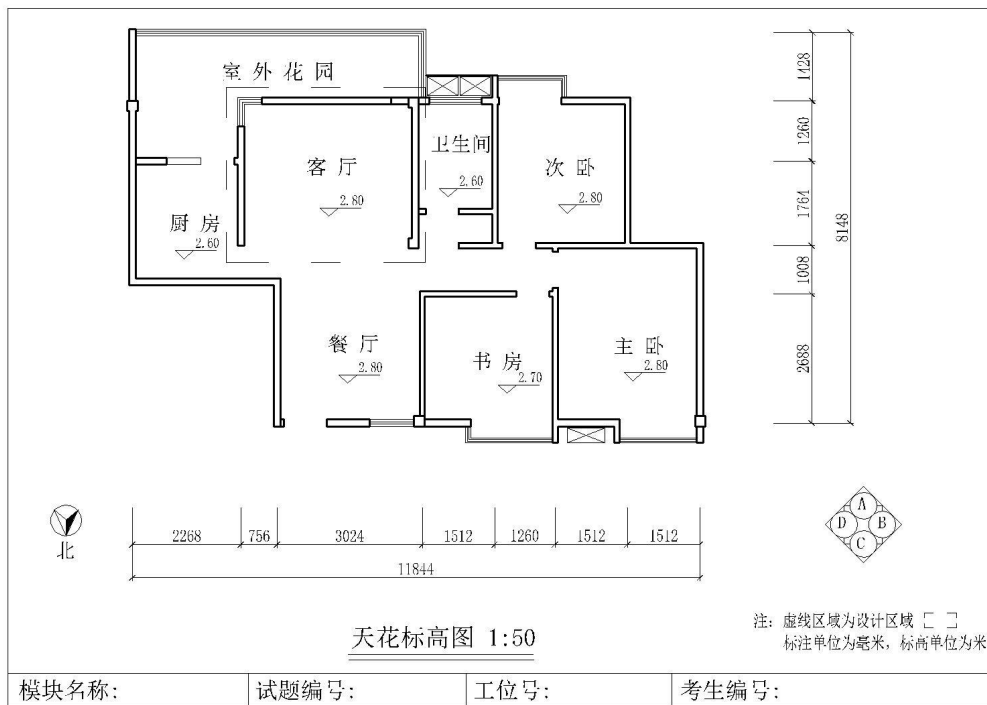 室外花园
1428
1260
1764
1008
2688
8148
卫生间
2.60
客厅
2.80
次卧
2.80
厨房
2.60
餐厅
2.80
书房
2.70
主卧
2.80
北
A
D
B
C
2268 756 3024 1512 1260 1512 1512
11844
天花标高图 1:50
注: 虚线区域为设计区域
标注单位为毫米, 标高单位为米
模块名称: 试题编号: 工位号: 考生编号: